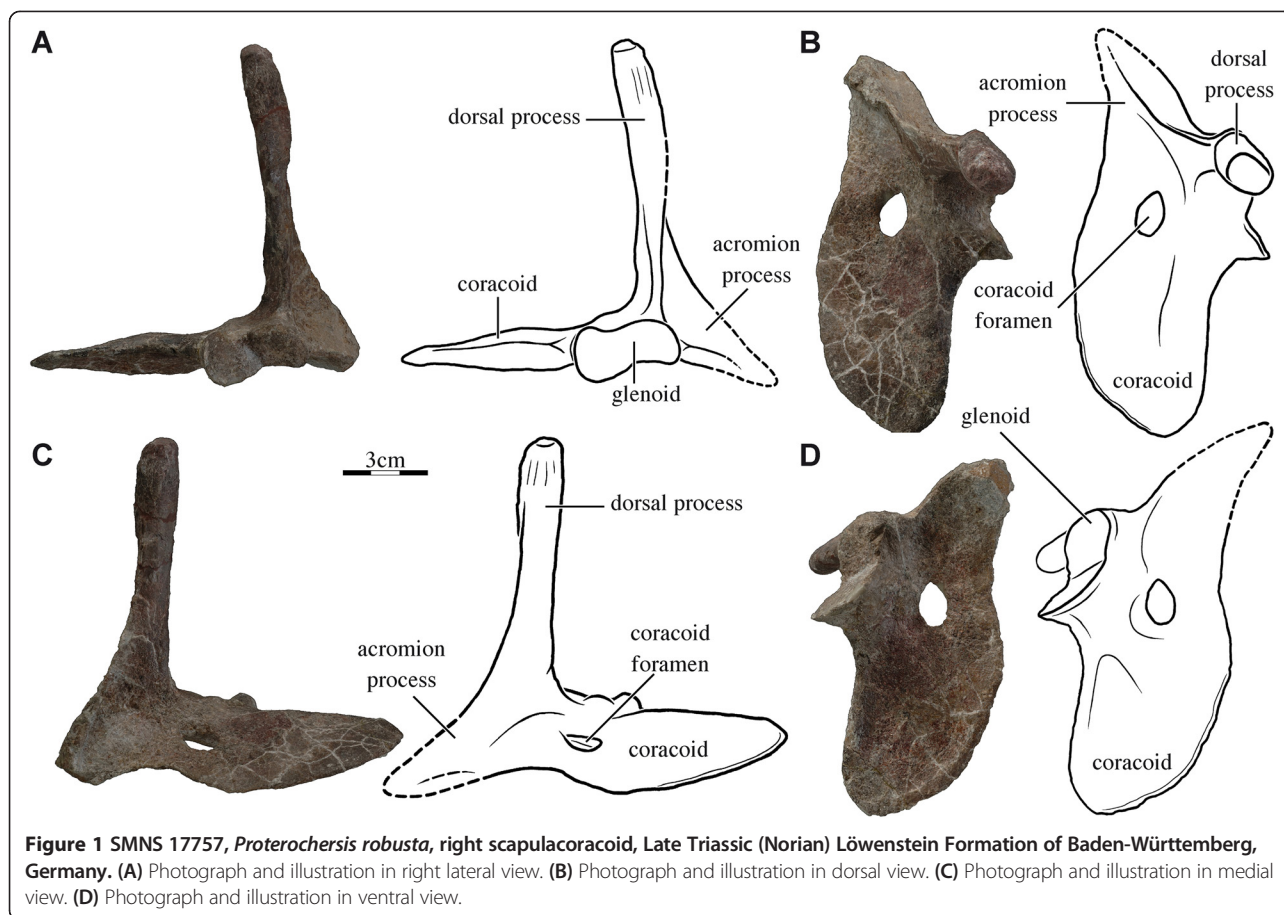 A
dorsal process
acromion
process
coracoid
glenoid
B
acromion
process
dorsal
process
coracoid
foramen
coracoid
C
3cm
dorsal process
acromion
process
coracoid
foramen
coracoid
D
glenoid
coracoid
Figure 1 SMNS 17757, Proterochersis robusta, right scapulacoracoid, Late Triassic (Norian) Löwenstein Formation of Baden-Württemberg,
Germany. (A) Photograph and illustration in right lateral view. (B) Photograph and illustration in dorsal view. (C) Photograph and illustration in medial
view. (D) Photograph and illustration in ventral view.